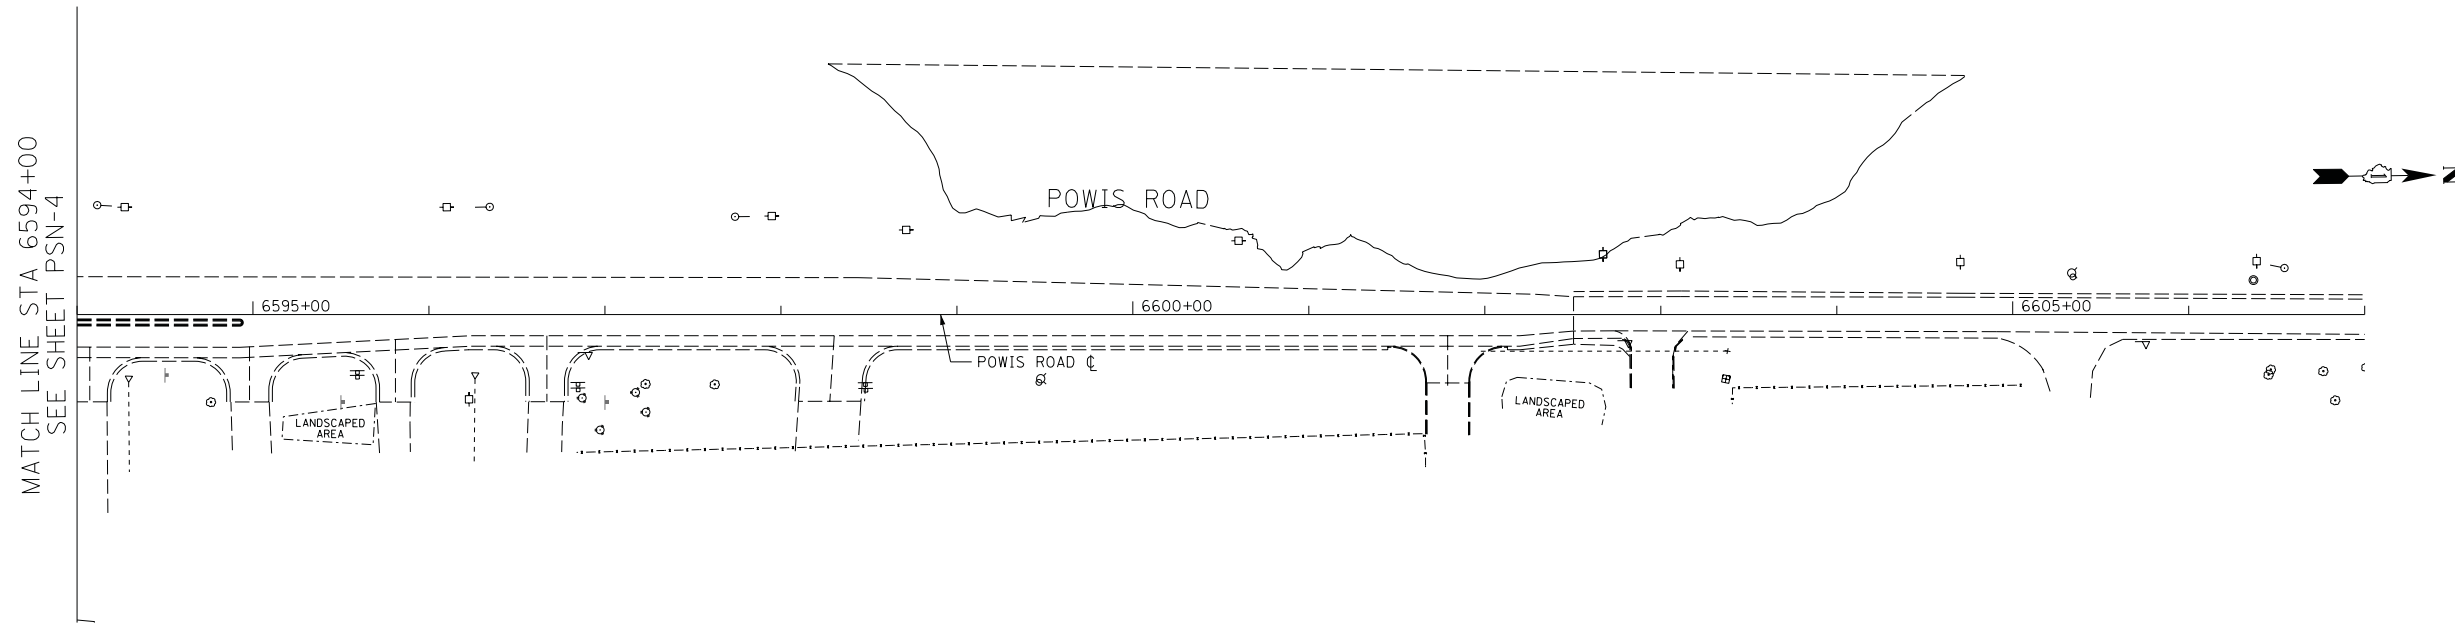 MATCH LINE STA 6594+00
SEE SHEET PSN-4
POWIS ROAD
6595+00
6600+00
6605+00
POWIS ROAD ℄
LANDSCAPED
AREA
LANDSCAPED
AREA